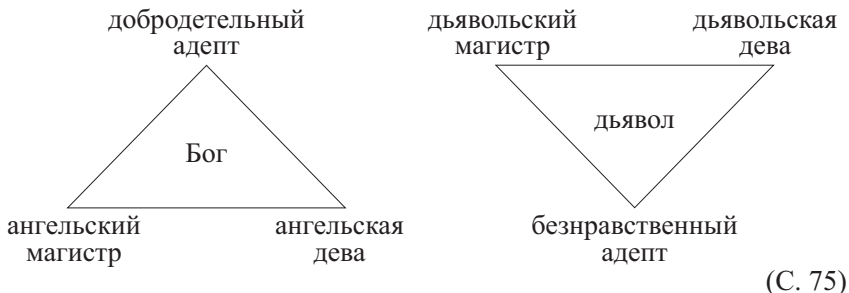 добродетельный
адепт
Бог
ангельский
магистр
ангельская
дева
дьявольский
магистр
дьявольская
дева
дьявол
безнравственный
адепт
(С. 75)